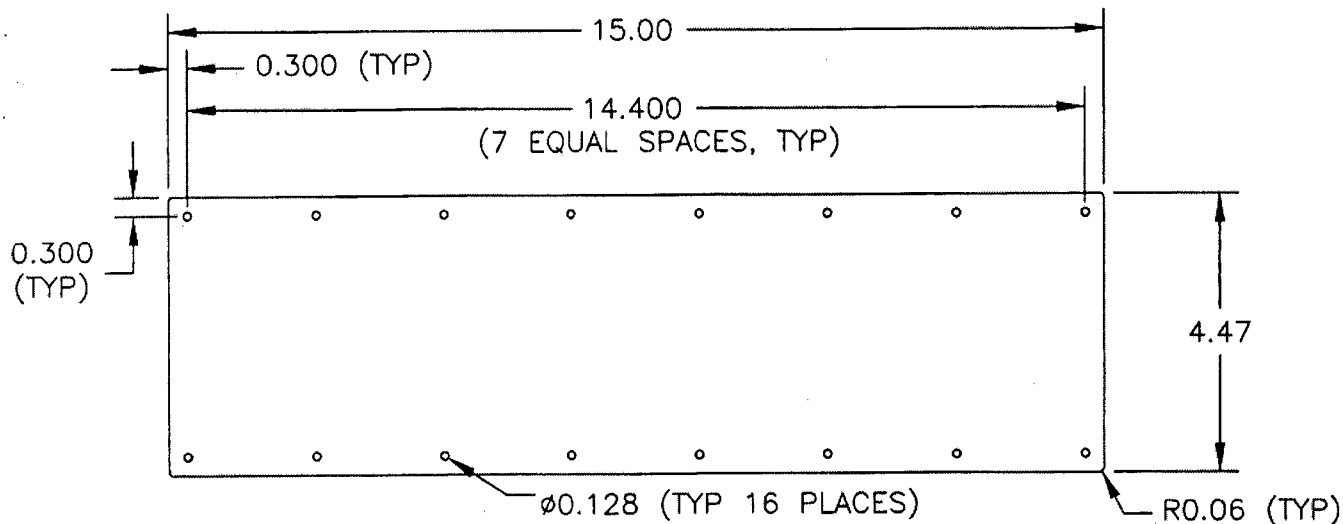 15.00
0.300 (TYP)
14.400
(7 EQUAL SPACES, TYP)
0.300
(TYP)
4.47
⌀0.128 (TYP 16 PLACES)
R0.06 (TYP)